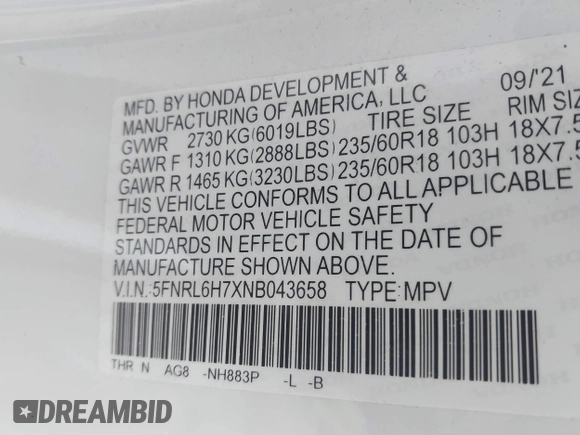 MFD. BY HONDA DEVELOPMENT & 09/'21
MANUFACTURING OF AMERICA, LLC
GVWR 2730 KG(6019LBS) TIRE SIZE RIM SIZ
GAWR F 1310 KG(2888LBS) 235/60R18 103H 18X7.5
GAWR R 1465 KG(3230LBS) 235/60R18 103H 18X7.5
THIS VEHICLE CONFORMS TO ALL APPLICABLE
FEDERAL MOTOR VEHICLE SAFETY
STANDARDS IN EFFECT ON THE DATE OF
MANUFACTURE SHOWN ABOVE.
V.I.N.:5FNRL6H7XNB043658 TYPE:MPV
THR N AG8 -NH883P -L -B
DREAMBID